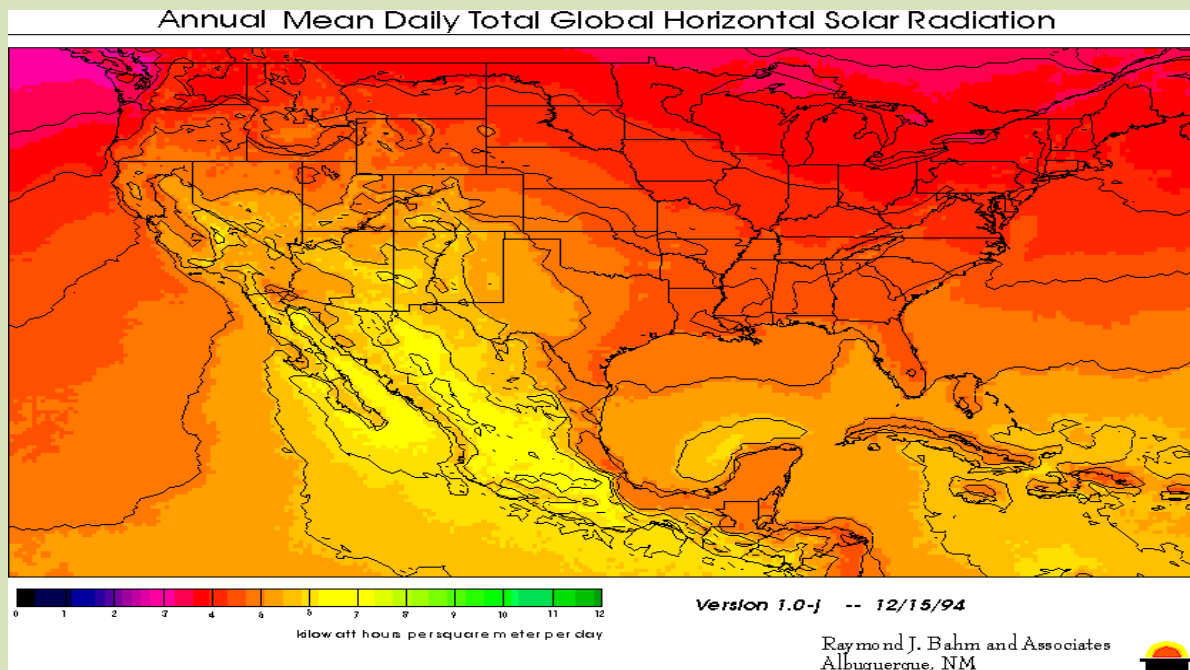 Annual Mean Daily Total Global Horizontal Solar Radiation
0 1 2 3 4 5 6 7 8 9 10 11 12
kilowatt hours per square meter per day
Version 1.0-j -- 12/15/94
Raymond J. Bahm and Associates
Albuquerque, NM